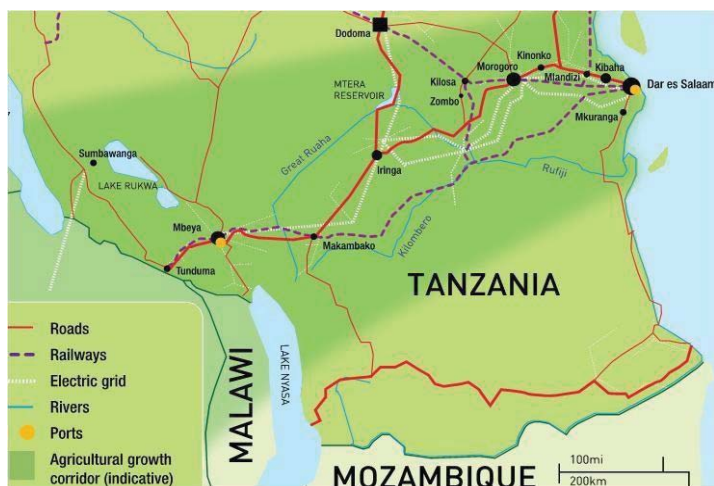 Dodoma
Kinonko
Morogoro
Kibaha
Kilosa
Mlandizi
Dar es Salaam
MTERA
RESERVOIR
Zombo
Mkuranga
Great Ruaha
Sumbawanga
Iringa
Rufiji
LAKE RUKWA
Mbeya
Makambako
Kilombero
Tunduma
TANZANIA
Roads
Railways
Electric grid
Rivers
Ports
Agricultural growth
corridor (indicative)
MALAWI
LAKE NYASA
MOZAMBIQUE
100mi
200km